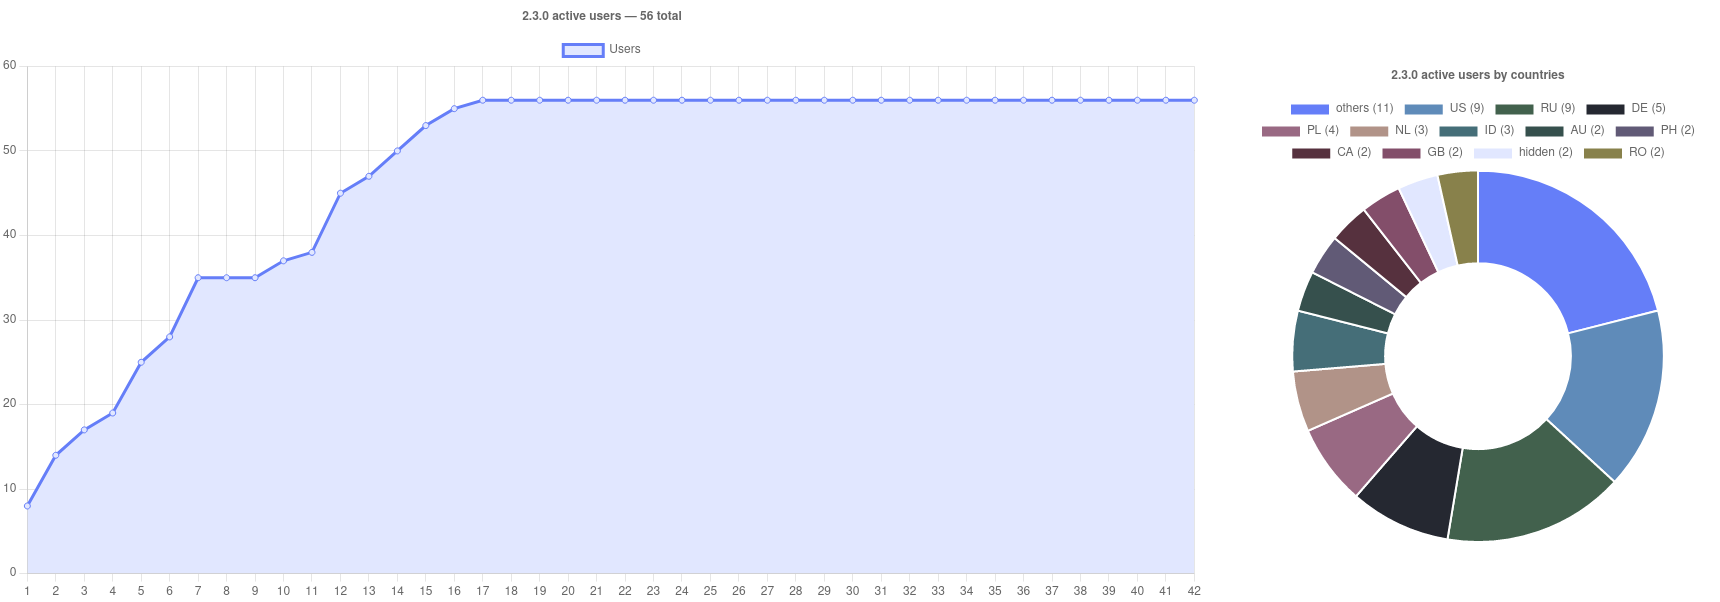 2.3.0 active users — 56 total
Users
60
50
40
30
20
10
0
1 2 3 4 5 6 7 8 9 10 11 12 13 14 15 16 17 18 19 20 21 22 23 24 25 26 27 28 29 30 31 32 33 34 35 36 37 38 39 40 41 42
2.3.0 active users by countries
others (11) US (9) RU (9) DE (5)
PL (4) NL (3) ID (3) AU (2) PH (2)
CA (2) GB (2) hidden (2) RO (2)